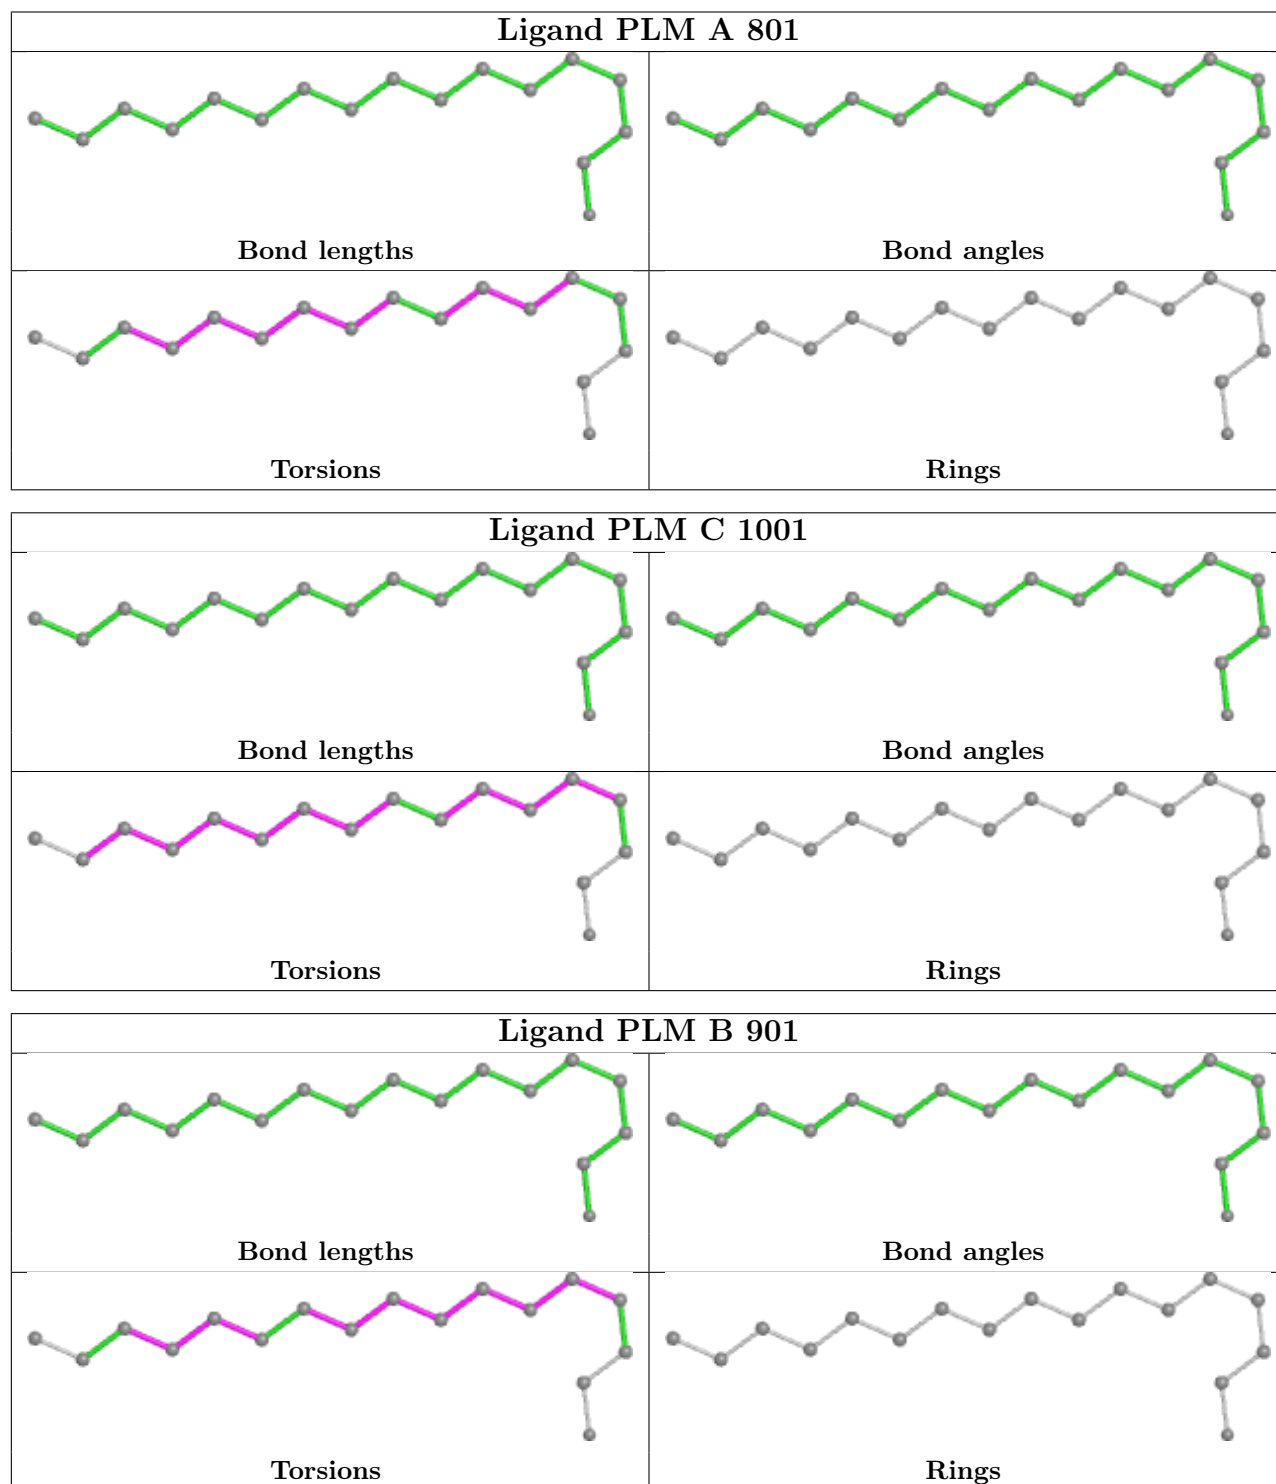 Ligand PLM A 801
Bond lengths
Bond angles
Torsions
Rings
Ligand PLM C 1001
Bond lengths
Bond angles
Torsions
Rings
Ligand PLM B 901
Bond lengths
Bond angles
Torsions
Rings